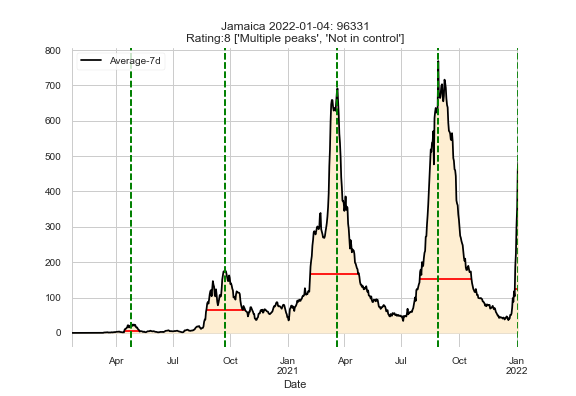 Jamaica 2022-01-04: 96331
Rating:8 ['Multiple peaks', 'Not in control']
Average-7d
800
700
600
500
400
300
200
100
0
Apr Jul Oct Jan Apr Jul Oct Jan
2021 2022
Date